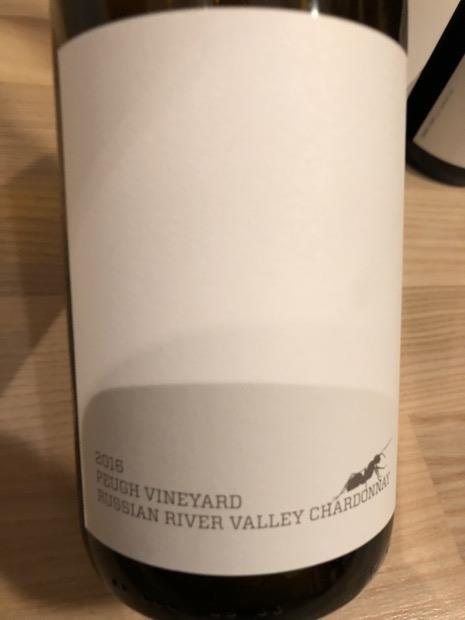 2016
PEUGH VINEYARD
RUSSIAN RIVER VALLEY CHARDONNAY